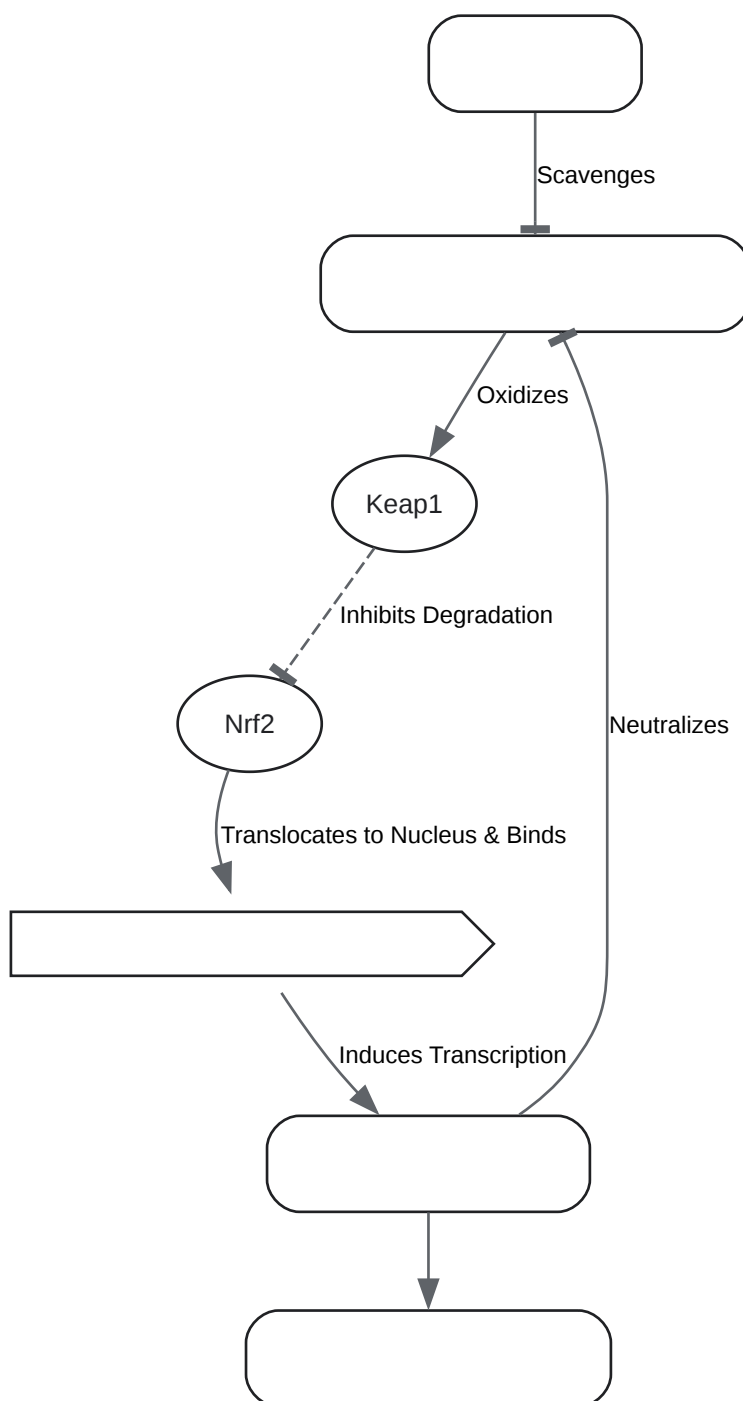 Scavenges
Oxidizes
Keap1
Inhibits Degradation
Nrf2
Neutralizes
Translocates to Nucleus & Binds
Induces Transcription